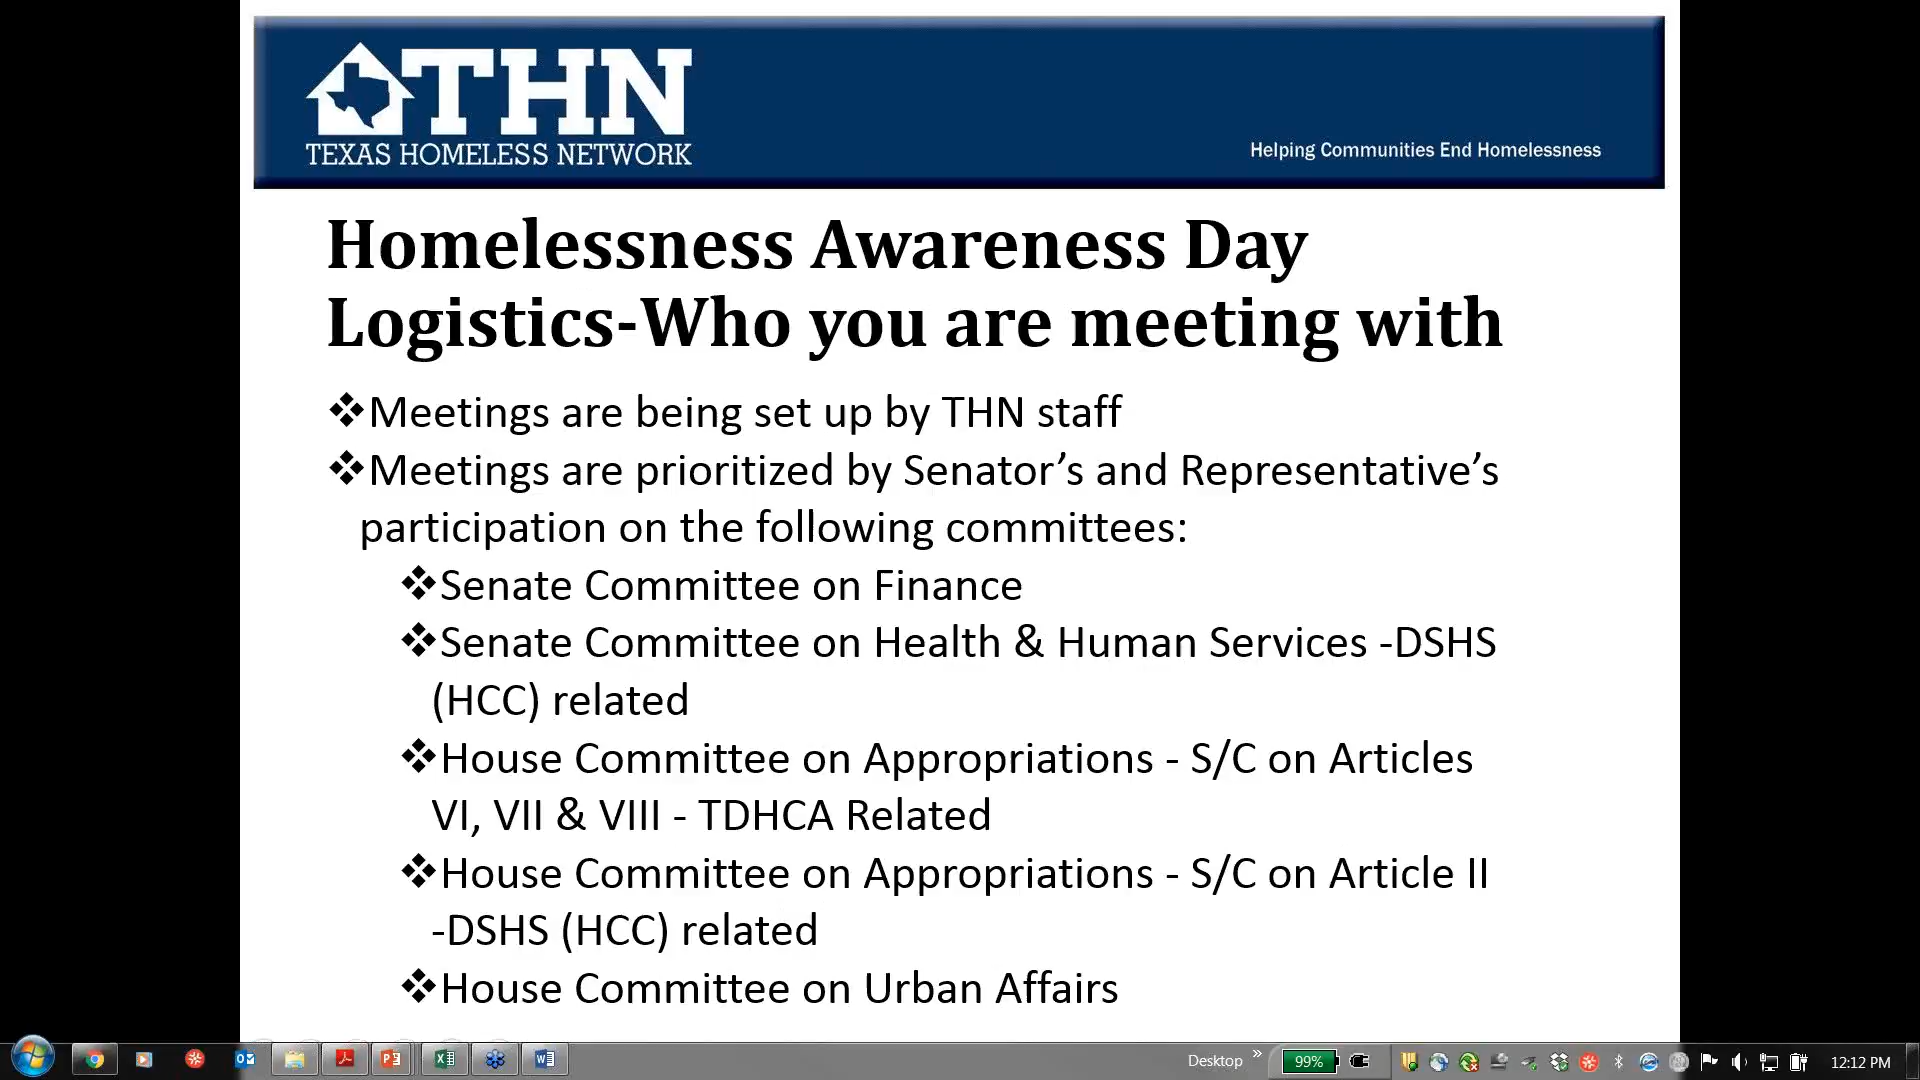 THN
TEXAS HOMELESS NETWORK
Helping Communities End Homelessness
Homelessness Awareness Day
Logistics-Who you are meeting with
❖Meetings are being set up by THN staff
❖Meetings are prioritized by Senator’s and Representative’s
participation on the following committees:
❖Senate Committee on Finance
❖Senate Committee on Health & Human Services -DSHS
(HCC) related
❖House Committee on Appropriations - S/C on Articles
VI, VII & VIII - TDHCA Related
❖House Committee on Appropriations - S/C on Article II
-DSHS (HCC) related
❖House Committee on Urban Affairs
Desktop » 99% 12:12 PM